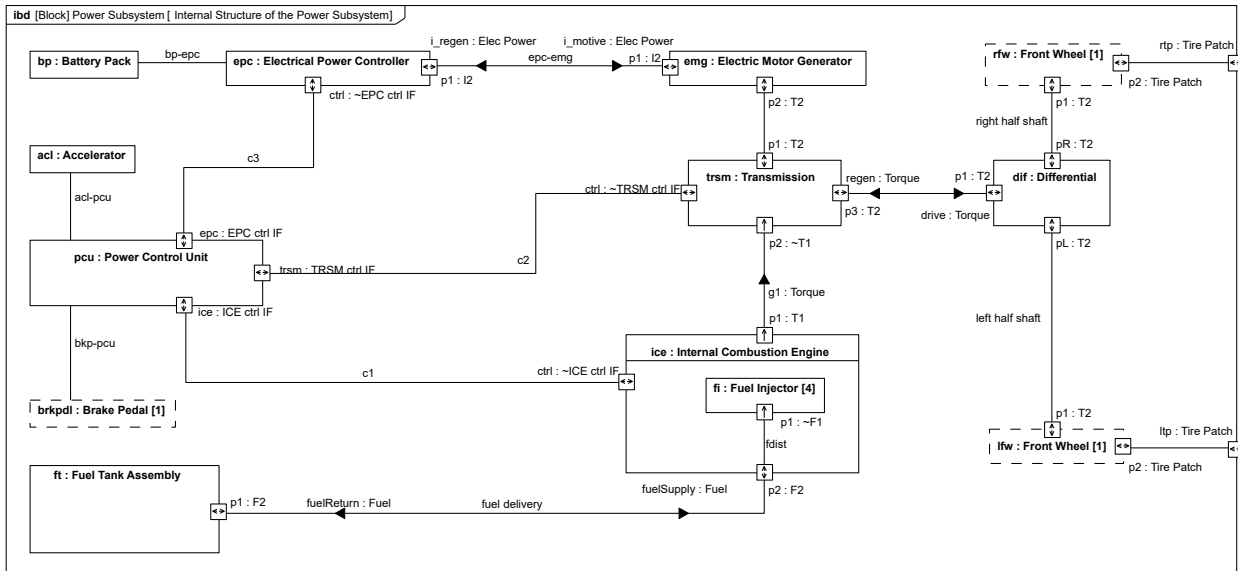 ibd [Block] Power Subsystem [ Internal Structure of the Power Subsystem]
i_regen : Elec Power
i_motive : Elec Power
rtp : Tire Patch
bp : Battery Pack
bp-epc
epc : Electrical Power Controller
epc-emg
emg : Electric Motor Generator
rfw : Front Wheel [1]
p1 : I2
p1 : I2
p2 : Tire Patch
ctrl : ~EPC ctrl IF
p2 : T2
p1 : T2
right half shaft
acl : Accelerator
c3
p1 : T2
pR : T2
acl-pcu
ctrl : ~TRSM ctrl IF
trsm : Transmission
regen : Torque
p1 : T2
dif : Differential
p3 : T2
drive : Torque
epc : EPC ctrl IF
p2 : ~T1
pL : T2
pcu : Power Control Unit
c2
trsm : TRSM ctrl IF
g1 : Torque
ice : ICE ctrl IF
p1 : T1
left half shaft
bkp-pcu
ice : Internal Combustion Engine
c1
ctrl : ~ICE ctrl IF
fi : Fuel Injector [4]
brkpdl : Brake Pedal [1]
p1 : ~F1
p1 : T2
ltp : Tire Patch
fdist
lfw : Front Wheel [1]
p2 : Tire Patch
ft : Fuel Tank Assembly
fuelSupply : Fuel
p2 : F2
p1 : F2
fuelReturn : Fuel
fuel delivery